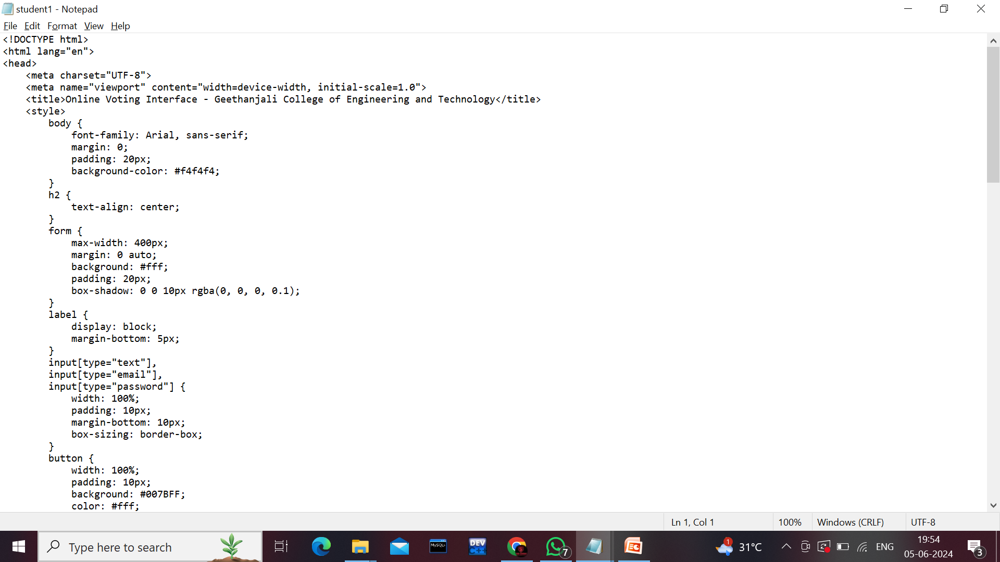 student1 - Notepad
File Edit Format View Help
<!DOCTYPE html>
<html lang="en">
<head>
    <meta charset="UTF-8">
    <meta name="viewport" content="width=device-width, initial-scale=1.0">
    <title>Online Voting Interface - Geethanjali College of Engineering and Technology</title>
    <style>
        body {
            font-family: Arial, sans-serif;
            margin: 0;
            padding: 20px;
            background-color: #f4f4f4;
        }
        h2 {
            text-align: center;
        }
        form {
            max-width: 400px;
            margin: 0 auto;
            background: #fff;
            padding: 20px;
            box-shadow: 0 0 10px rgba(0, 0, 0, 0.1);
        }
        label {
            display: block;
            margin-bottom: 5px;
        }
        input[type="text"],
        input[type="email"],
        input[type="password"] {
            width: 100%;
            padding: 10px;
            margin-bottom: 10px;
            box-sizing: border-box;
        }
        button {
            width: 100%;
            padding: 10px;
            background: #007BFF;
            color: #fff;
Ln 1, Col 1 100% Windows (CRLF) UTF-8
Type here to search
MySQL
DEV C++
7
1
31°C
ENG
19:54
05-06-2024
3